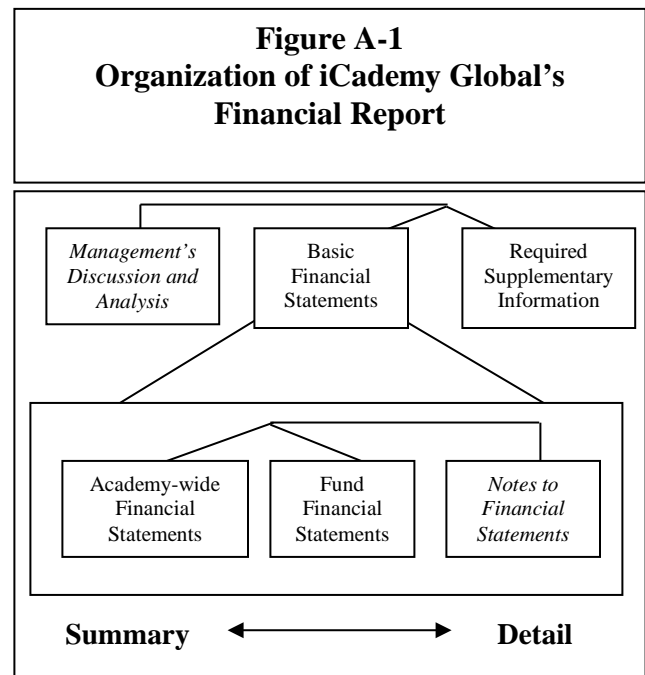 Figure A-1
Organization of iCademy Global's
Financial Report
Management's
Discussion and
Analysis
Basic
Financial
Statements
Required
Supplementary
Information
Academy-wide
Financial
Statements
Fund
Financial
Statements
Notes to
Financial
Statements
Summary
Detail